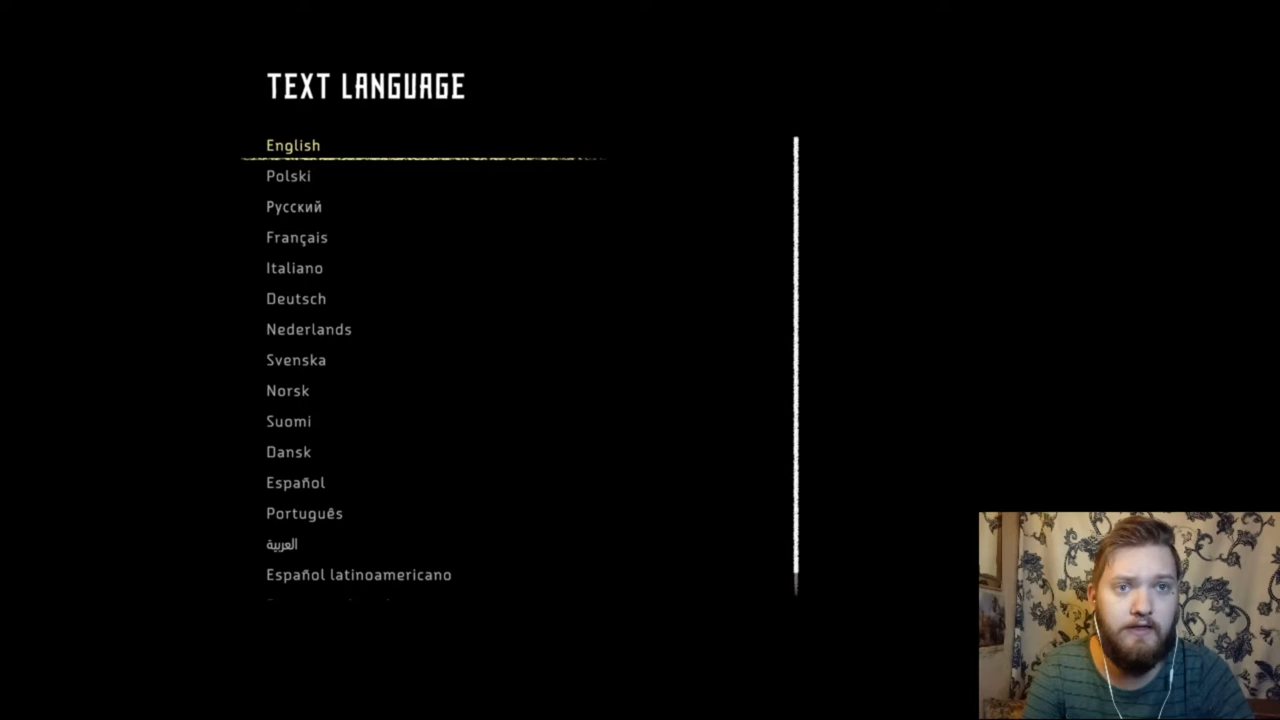 TEXT LANGUAGE
English
Polski
Русский
Français
Italiano
Deutsch
Nederlands
Svenska
Norsk
Suomi
Dansk
Español
Português
العربية
Español latinoamericano